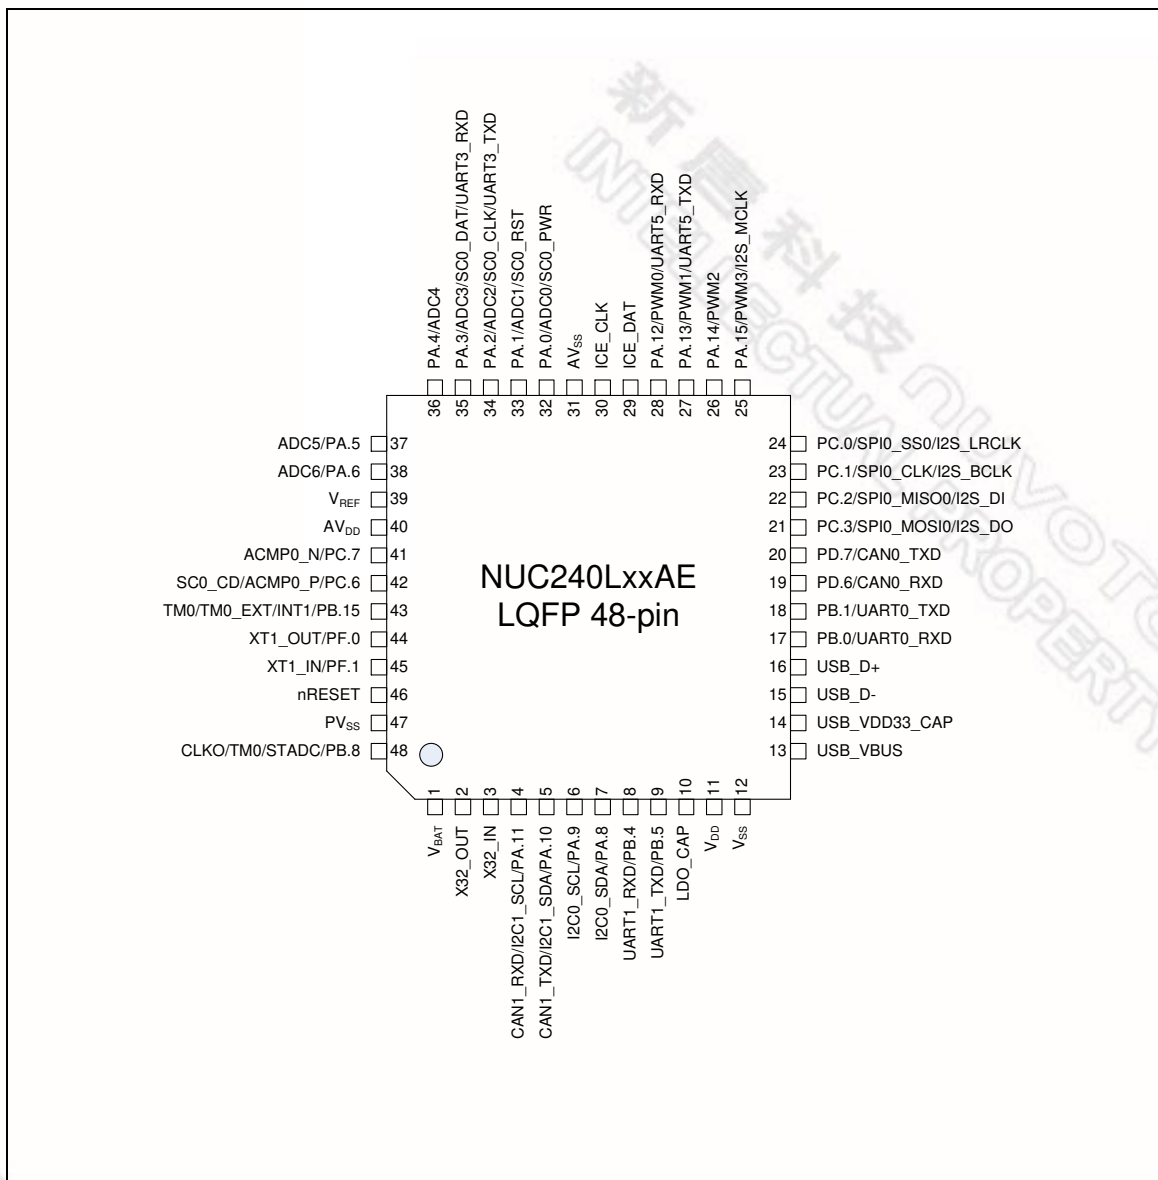 新唐科技 NUVOTO
INTELLECTUAL PROPERTY
36 PA.4/ADC4
35 PA.3/ADC3/SC0_DAT/UART3_RXD
34 PA.2/ADC2/SC0_CLK/UART3_TXD
33 PA.1/ADC1/SC0_RST
32 PA.0/ADC0/SC0_PWR
31 AVSS
30 ICE_CLK
29 ICE_DAT
28 PA.12/PWM0/UART5_RXD
27 PA.13/PWM1/UART5_TXD
26 PA.14/PWM2
25 PA.15/PWM3/I2S_MCLK
ADC5/PA.5 37
ADC6/PA.6 38
VREF 39
AVDD 40
ACMP0_N/PC.7 41
SC0_CD/ACMP0_P/PC.6 42
TM0/TM0_EXT/INT1/PB.15 43
XT1_OUT/PF.0 44
XT1_IN/PF.1 45
nRESET 46
PVSS 47
CLKO/TM0/STADC/PB.8 48
NUC240LxxAE
LQFP 48-pin
24 PC.0/SPI0_SS0/I2S_LRCLK
23 PC.1/SPI0_CLK/I2S_BCLK
22 PC.2/SPI0_MISO0/I2S_DI
21 PC.3/SPI0_MOSI0/I2S_DO
20 PD.7/CAN0_TXD
19 PD.6/CAN0_RXD
18 PB.1/UART0_TXD
17 PB.0/UART0_RXD
16 USB_D+
15 USB_D-
14 USB_VDD33_CAP
13 USB_VBUS
VBAT 1
X32_OUT 2
X32_IN 3
CAN1_RXD/I2C1_SCL/PA.11 4
CAN1_TXD/I2C1_SDA/PA.10 5
I2C0_SCL/PA.9 6
I2C0_SDA/PA.8 7
UART1_RXD/PB.4 8
UART1_TXD/PB.5 9
LDO_CAP 10
VDD 11
VSS 12